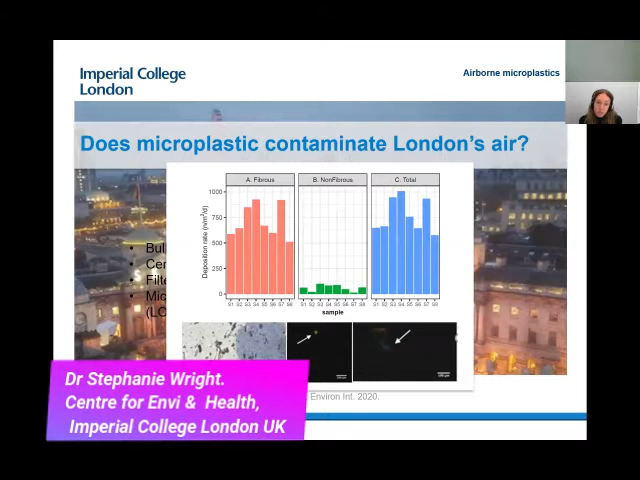 Imperial College
London
Airborne microplastics
Does microplastic contaminate London's air?
A. Fibrous
B. NonFibrous
C. Total
Deposition rate (n/m²/d)
1000
750
500
250
0
S1 S2 S3 S4 S5 S6 S7 S8
S1 S2 S3 S4 S5 S6 S7 S8
S1 S2 S3 S4 S5 S6 S7 S8
sample
(LC
Environ Int. 2020.
Dr Stephanie Wright.
Centre for Envi & Health,
Imperial College London UK